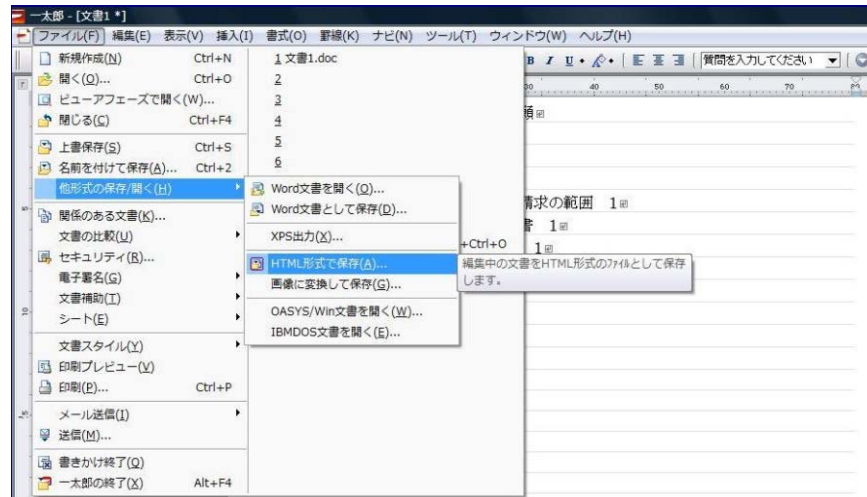 一太郎 - [文書1 *]
ファイル(F) 編集(E) 表示(V) 挿入(I) 書式(O) 罫線(K) ナビ(N) ツール(T) ウィンドウ(W) ヘルプ(H)
B I U 質問を入力してください
新規作成(N) Ctrl+N
開く(O)... Ctrl+O
ビューアフェーズで開く(W)...
閉じる(C) Ctrl+F4
上書保存(S) Ctrl+S
名前を付けて保存(A)... Ctrl+2
他形式の保存/開く(H)
関係のある文書(K)...
文書の比較(U)
セキュリティ(R)...
電子署名(G)
文書補助(T)
シート(E)
文書スタイル(Y)
印刷プレビュー(V)
印刷(P)... Ctrl+P
メール送信(I)
送信(M)...
書きかけ終了(Q)
一太郎の終了(X) Alt+F4
1 文書1.doc
2
3
4
5
6
Word文書を開く(O)...
Word文書として保存(D)...
XPS出力(X)...
HTML形式で保存(A)...
画像に変換して保存(G)...
OASYS/Win文書を開く(W)...
IBMDOS文書を開く(E)...
+Ctrl+O
編集中の文書をHTML形式のファイルとして保存
します。
40 50 60 70
請求の範囲 1
書 1
1